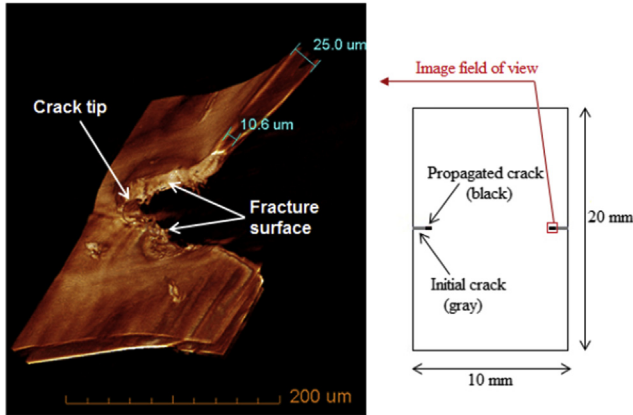 25.0 um
10.6 um
Crack tip
Fracture
surface
200 um
Image field of view
Propagated crack
(black)
20 mm
Initial crack
(gray)
10 mm